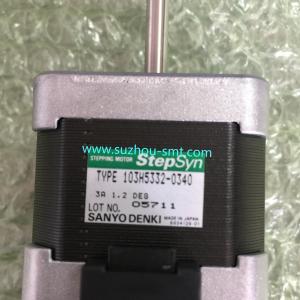 www.suzhou-smt.com
STEPPING MOTOR StepSyn
TYPE 103H5332-0340
3A 1.2 DEG
LOT NO. 05711
SANYO DENKI MADE IN JAPAN